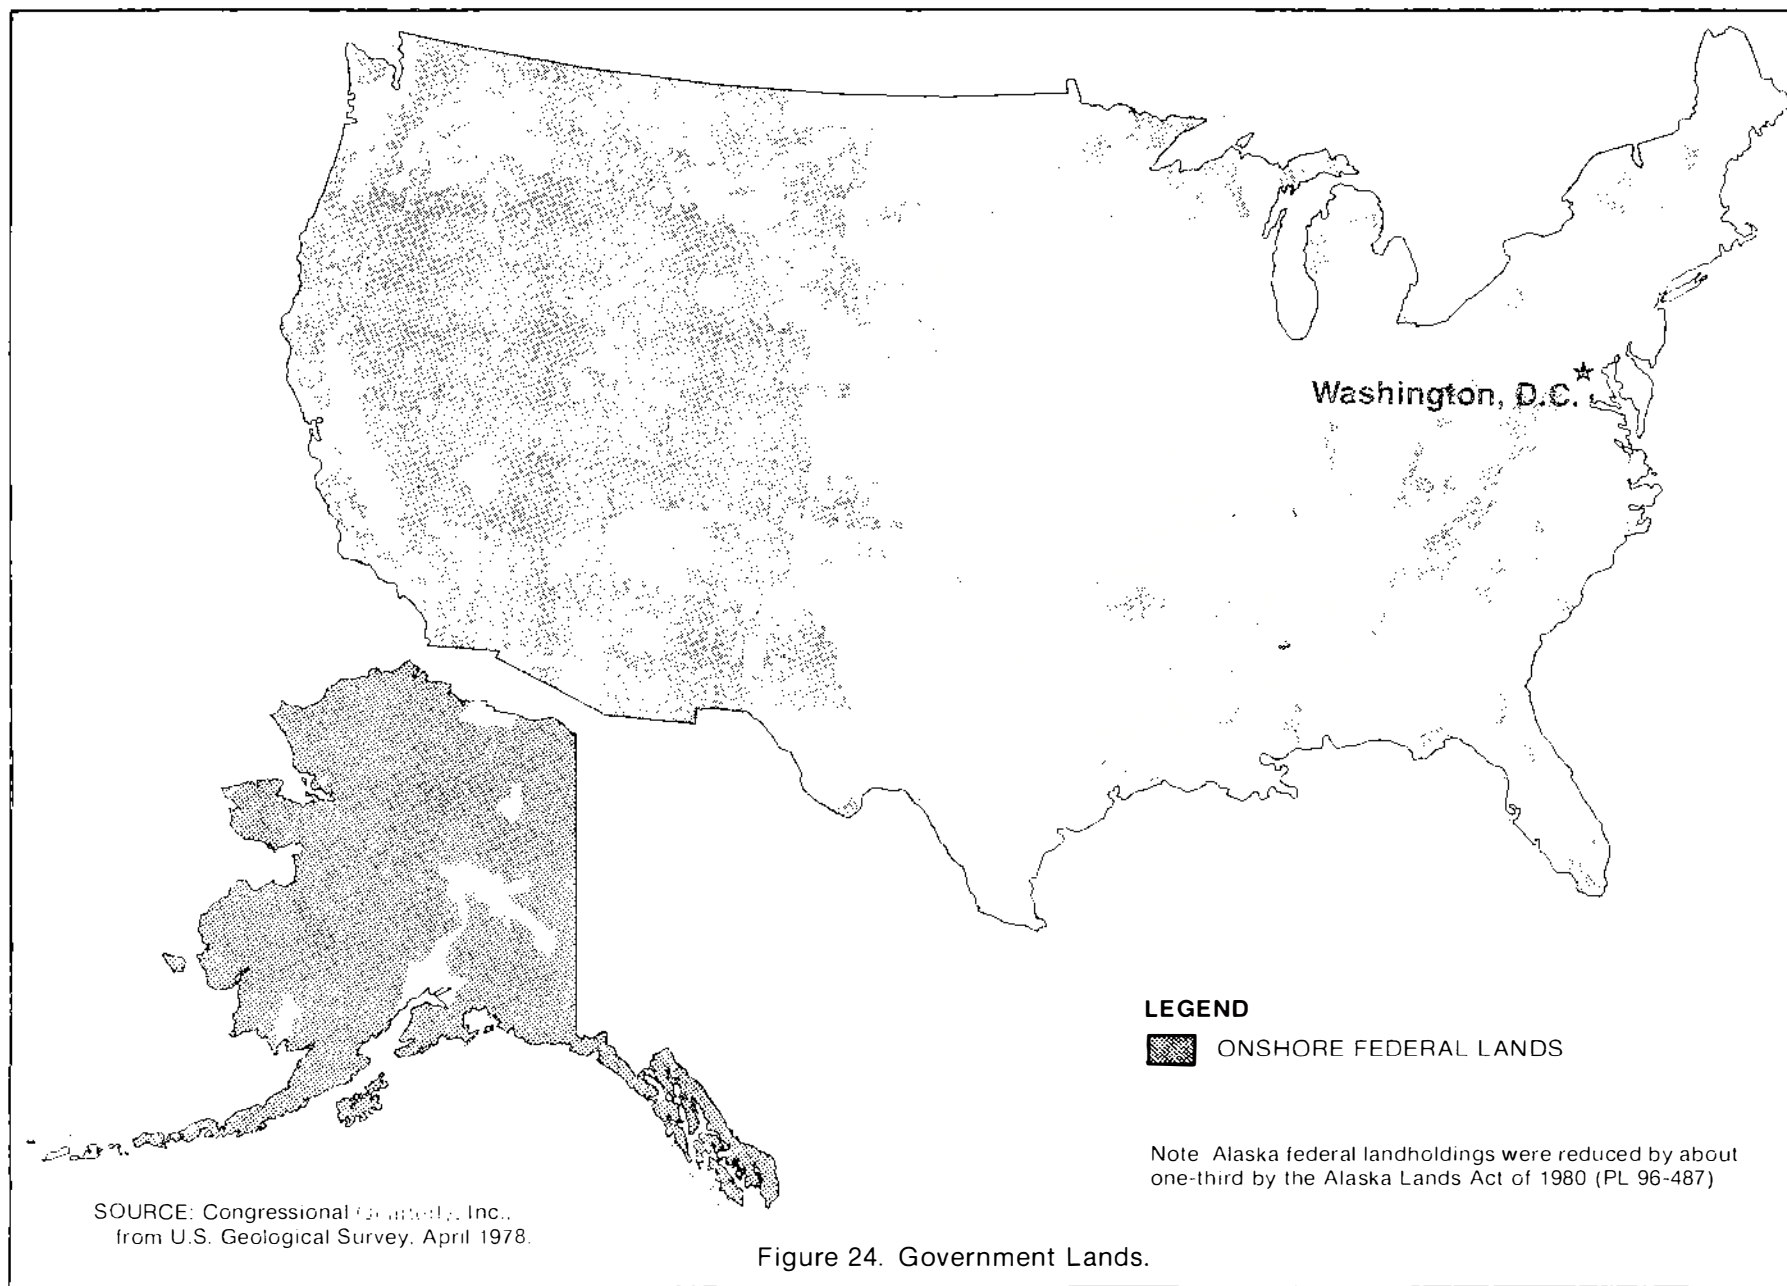 Washington, D.C.
LEGEND
ONSHORE FEDERAL LANDS
Note Alaska federal landholdings were reduced by about
one-third by the Alaska Lands Act of 1980 (PL 96-487)
SOURCE: Congressional Inc.,
from U.S. Geological Survey, April 1978.
Figure 24. Government Lands.